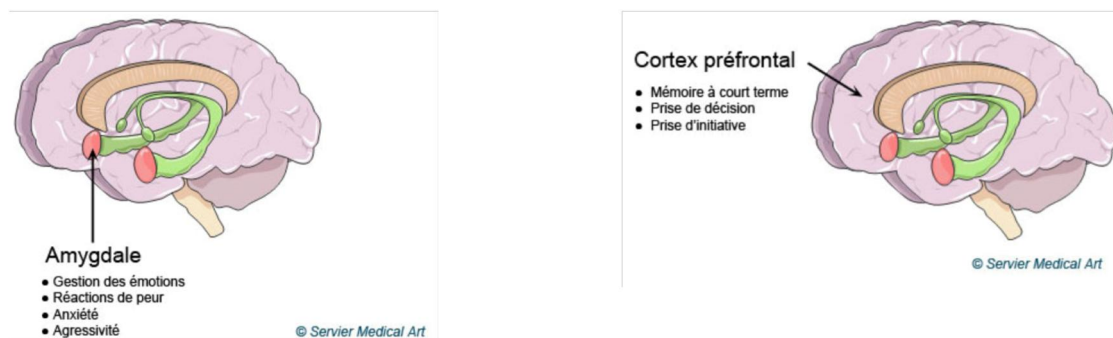 Amygdale
● Gestion des émotions
● Réactions de peur
● Anxiété
● Agressivité
© Servier Medical Art
Cortex préfrontal
● Mémoire à court terme
● Prise de décision
● Prise d'initiative
© Servier Medical Art